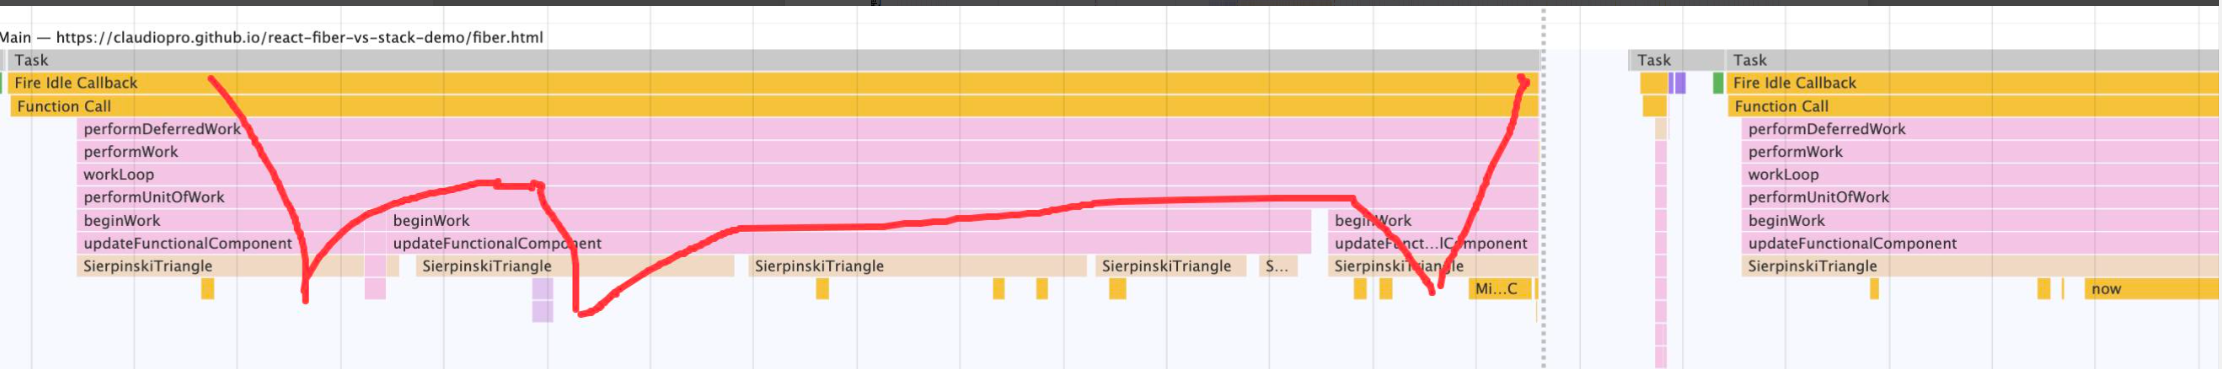 Main — https://claudiopro.github.io/react-fiber-vs-stack-demo/fiber.html
Task Task Task
Fire Idle Callback Fire Idle Callback
Function Call Function Call
performDeferredWork performDeferredWork
performWork performWork
workLoop workLoop
performUnitOfWork performUnitOfWork
beginWork beginWork beginWork beginWork
updateFunctionalComponent updateFunctionalComponent updateFunct...lComponent updateFunctionalComponent
SierpinskiTriangle SierpinskiTriangle SierpinskiTriangle SierpinskiTriangle S... SierpinskiTriangle SierpinskiTriangle
Mi...C now